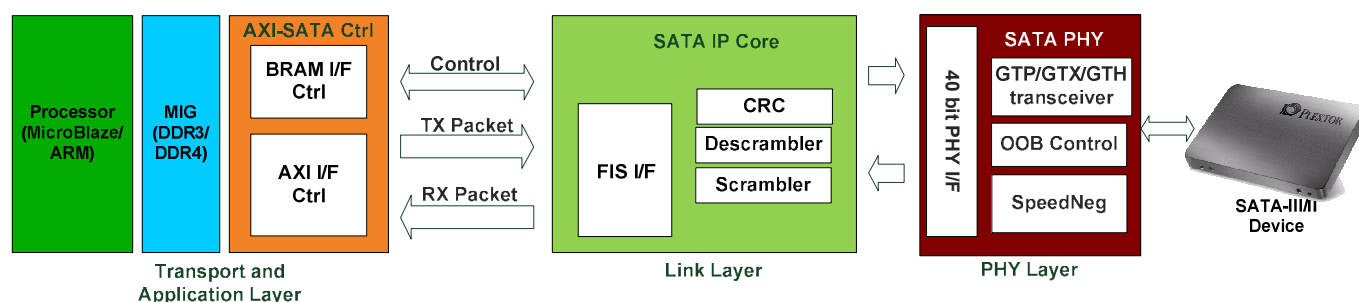 Processor
(MicroBlaze/
ARM)
MIG
(DDR3/
DDR4)
AXI-SATA Ctrl
BRAM I/F
Ctrl
AXI I/F
Ctrl
Transport and
Application Layer
Control
TX Packet
RX Packet
SATA IP Core
FIS I/F
CRC
Descrambler
Scrambler
Link Layer
40 bit PHY I/F
SATA PHY
GTP/GTX/GTH
transceiver
OOB Control
SpeedNeg
PHY Layer
PLEXTOR
SATA-III/II
Device